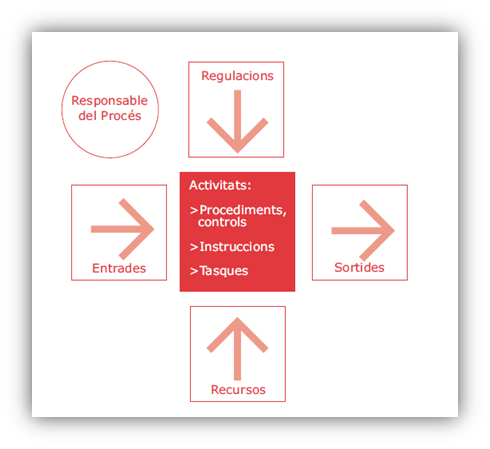 Responsable
del Procés
Regulacions
Activitats:
>Procediments,
controls
>Instruccions
>Tasques
Entrades
Sortides
Recursos